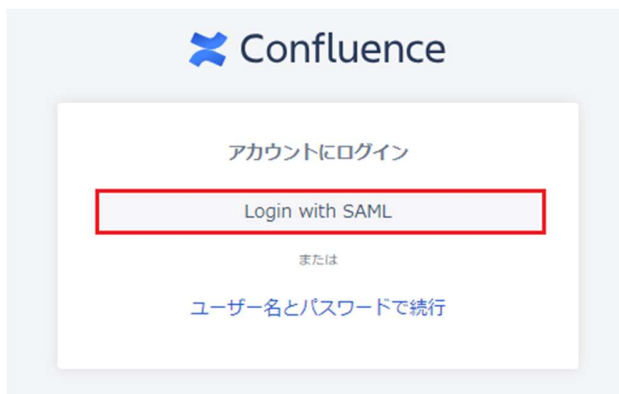 Confluence
アカウントにログイン
Login with SAML
または
ユーザー名とパスワードで続行